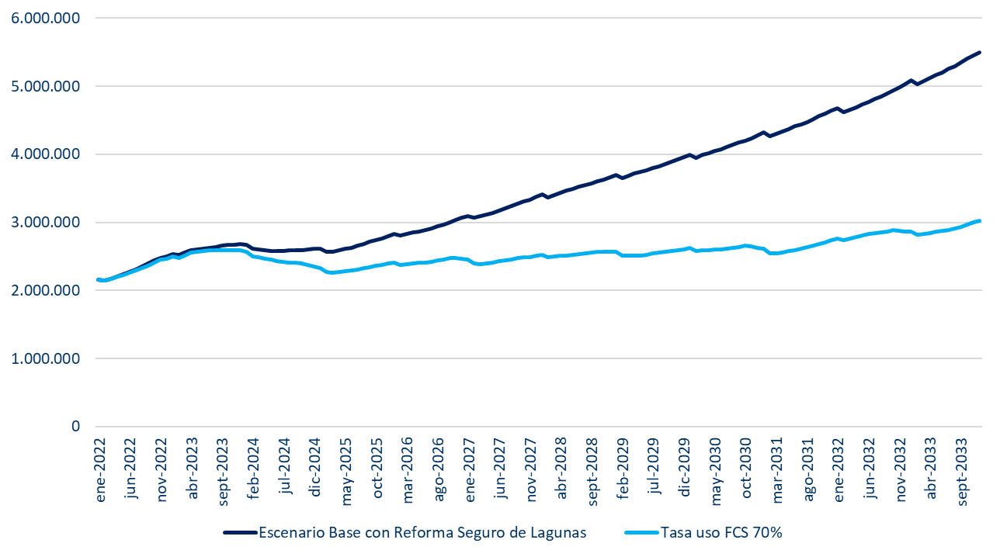 6.000.000
5.000.000
4.000.000
3.000.000
2.000.000
1.000.000
0
ene-2022
jun-2022
nov-2022
abr-2023
sept-2023
feb-2024
jul-2024
dic-2024
may-2025
oct-2025
mar-2026
ago-2026
ene-2027
jun-2027
nov-2027
abr-2028
sept-2028
feb-2029
jul-2029
dic-2029
may-2030
oct-2030
mar-2031
ago-2031
ene-2032
jun-2032
nov-2032
abr-2033
sept-2033
Escenario Base con Reforma Seguro de Lagunas
Tasa uso FCS 70%